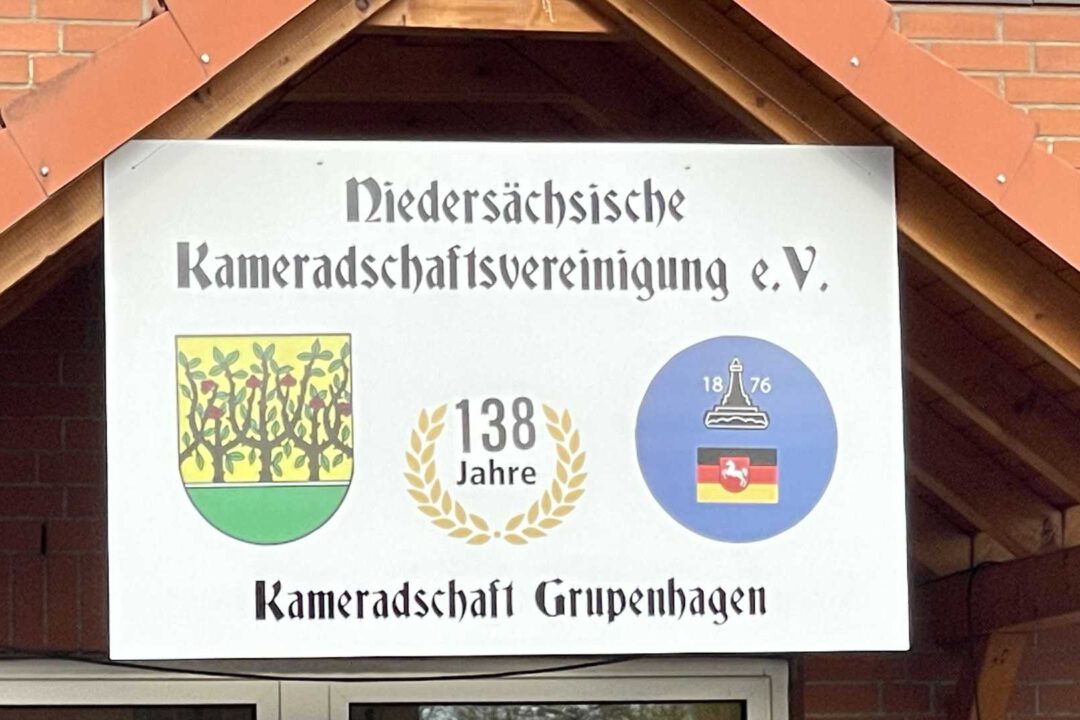 Niedersächsische
Kameradschaftsvereinigung e.V.
18 76
138
Jahre
Kameradschaft Grupenhagen